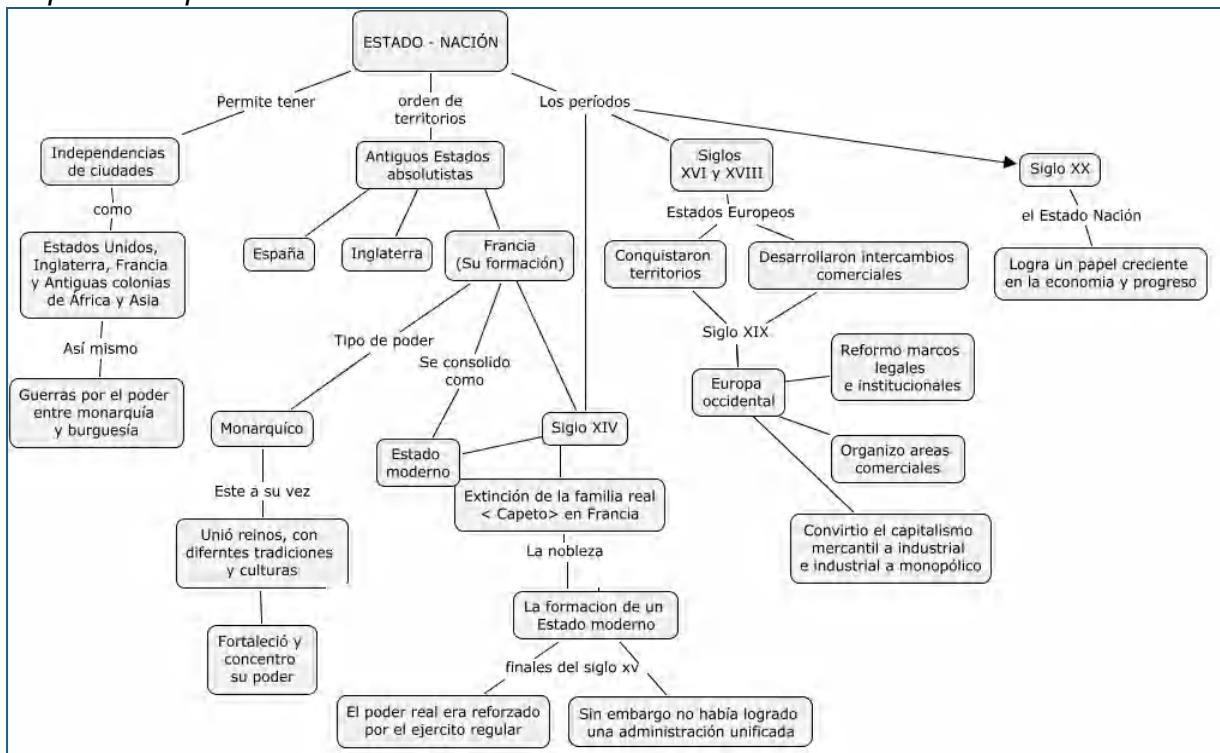 ESTADO - NACIÓN
Permite tener
orden de
territorios
Los períodos
Independencias
de ciudades
como
Estados Unidos,
Inglaterra, Francia
y Antiguas colonias
de África y Asia
Así mismo
Guerras por el poder
entre monarquía
y burguesía
Antiguos Estados
absolutistas
España
Inglaterra
Francia
(Su formación)
Tipo de poder
Se consolido
como
Monarquíco
Este a su vez
Unió reinos, con
diferntes tradiciones
y culturas
Fortaleció y
concentro
su poder
Estado
moderno
Siglo XIV
Extinción de la familia real
< Capeto> en Francia
La nobleza
La formacion de un
Estado moderno
finales del siglo xv
El poder real era reforzado
por el ejercito regular
Sin embargo no había logrado
una administración unificada
Siglos
XVI y XVIII
Estados Europeos
Conquistaron
territorios
Desarrollaron intercambios
comerciales
Siglo XIX
Europa
occidental
Reformo marcos
legales
e institucionales
Organizo areas
comerciales
Convirtio el capitalismo
mercantil a industrial
e industrial a monopólico
Siglo XX
el Estado Nación
Logra un papel creciente
en la economia y progreso